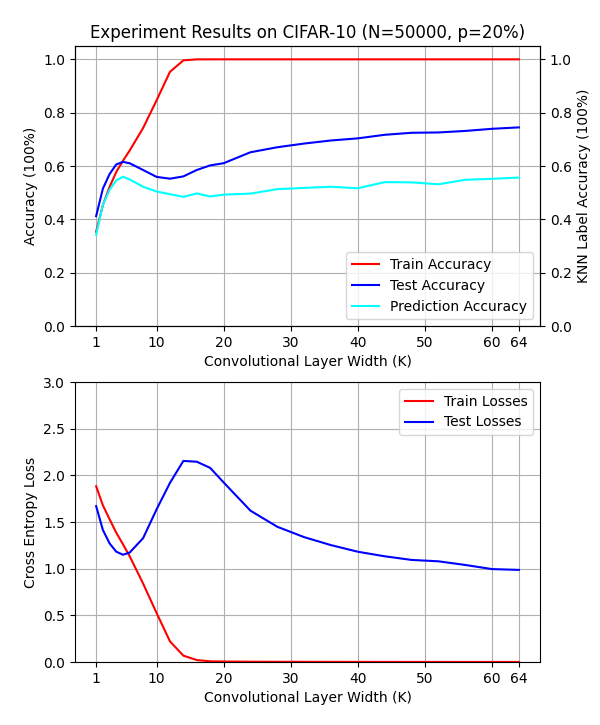 Experiment Results on CIFAR-10 (N=50000, p=20%)
Accuracy (100%)
1.0 1.0
0.8 0.8
0.6 0.6
0.4 0.4
0.2 0.2
0.0 0.0
KNN Label Accuracy (100%)
Train Accuracy
Test Accuracy
Prediction Accuracy
1 10 20 30 40 50 60 64
Convolutional Layer Width (K)
Cross Entropy Loss
3.0
2.5
2.0
1.5
1.0
0.5
0.0
Train Losses
Test Losses
1 10 20 30 40 50 60 64
Convolutional Layer Width (K)